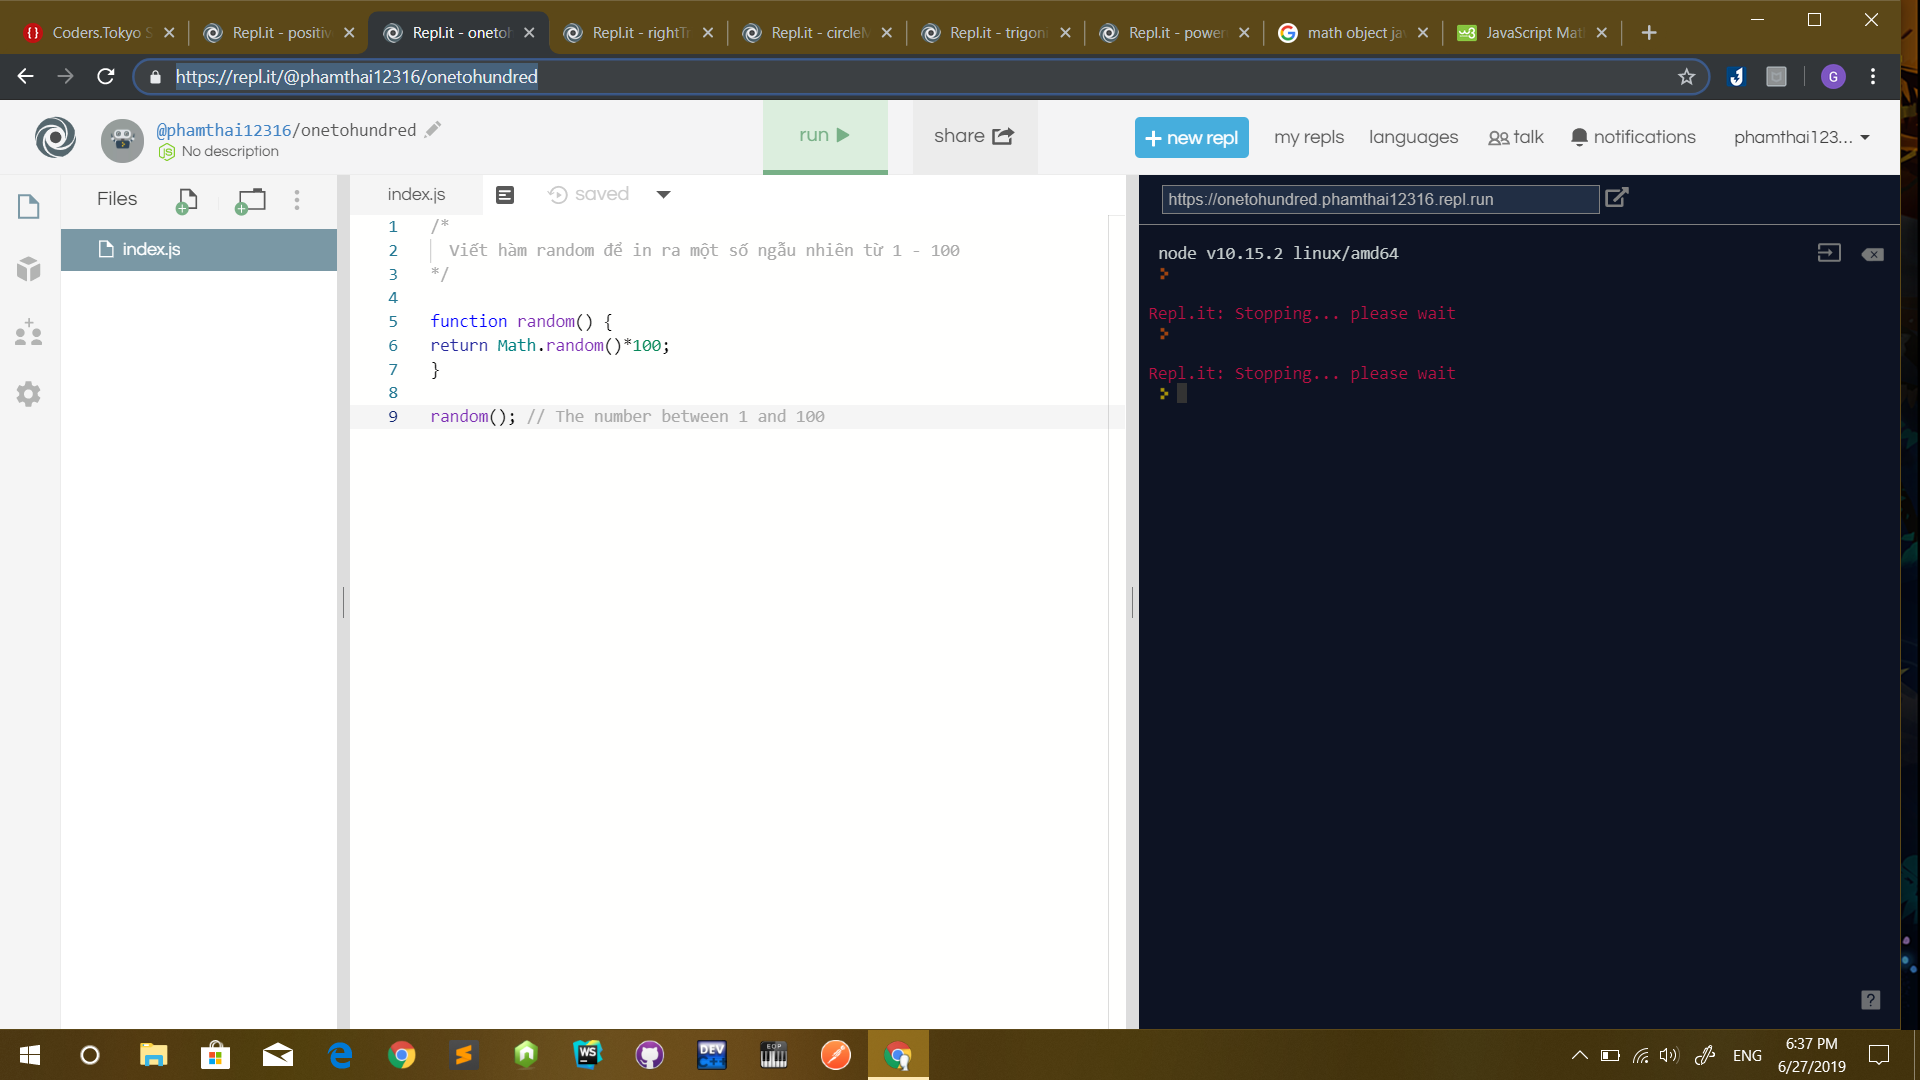 Coders.Tokyo S
Repl.it - positiv
Repl.it - onetoh
Repl.it - rightTr
Repl.it - circleM
Repl.it - trigon
Repl.it - power
math object ja
JavaScript Mat
https://repl.it/@phamthai12316/onetohundred
G
@phamthai12316/onetohundred
No description
run
share
+ new repl
my repls
languages
talk
notifications
phamthai123...
Files
index.js
saved
https://onetohundred.phamthai12316.repl.run
index.js
1 /*
2 Viết hàm random để in ra một số ngẫu nhiên từ 1 - 100
3 */
4
5 function random() {
6 return Math.random()*100;
7 }
8
9 random(); // The number between 1 and 100
node v10.15.2 linux/amd64
>
Repl.it: Stopping... please wait
>
Repl.it: Stopping... please wait
>
?
WS
DEV
C++
EOP
ENG
6:37 PM
6/27/2019